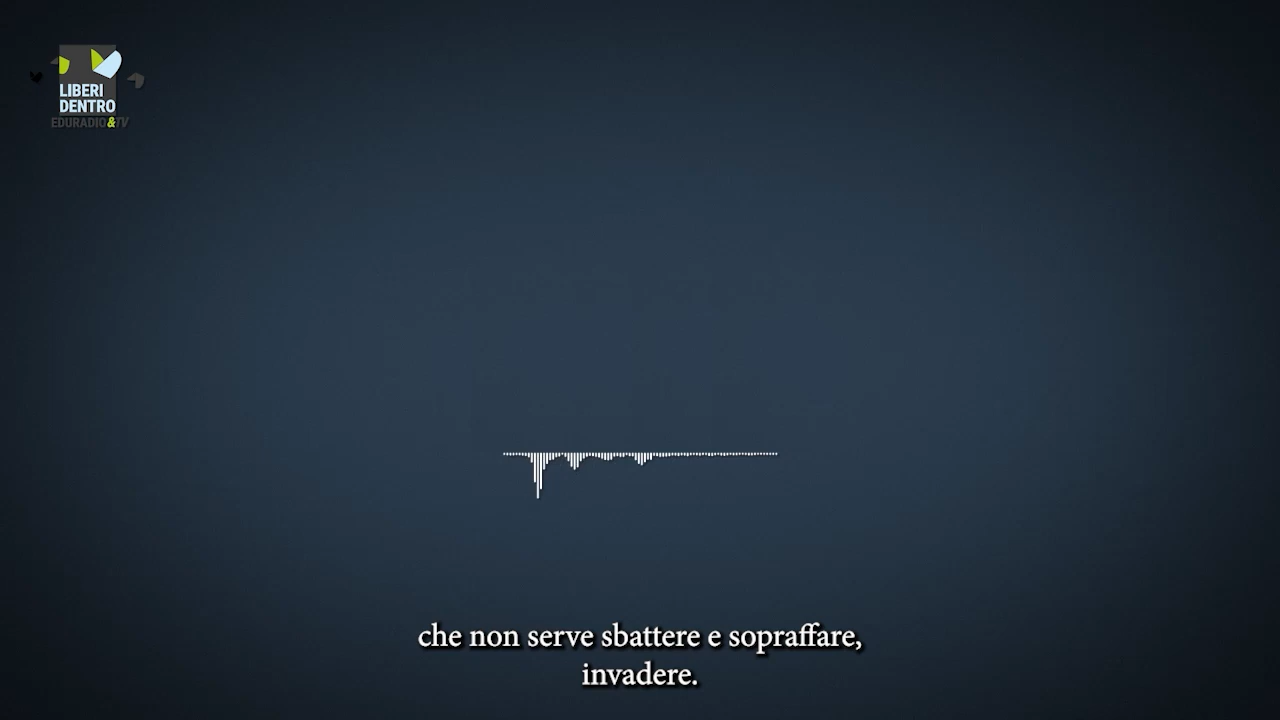 LIBERI
DENTRO
EDURADIO&TV
che non serve sbattere e sopraffare,
invadere.